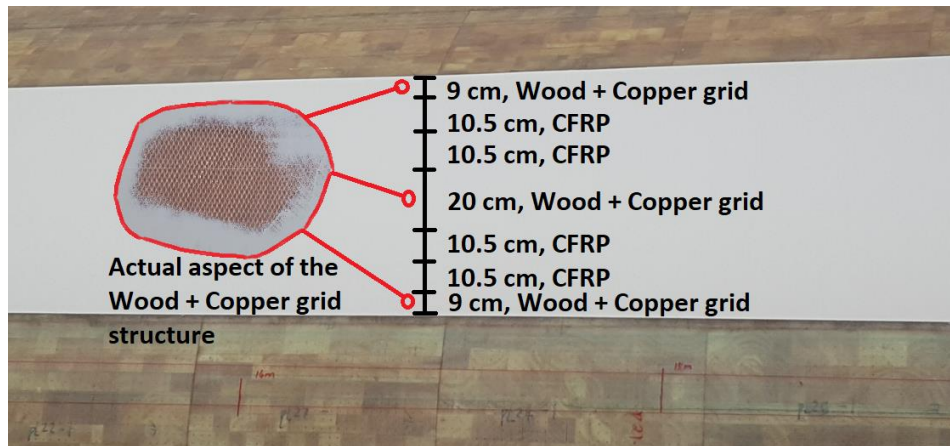 9 cm, Wood + Copper grid
10.5 cm, CFRP
10.5 cm, CFRP
20 cm, Wood + Copper grid
10.5 cm, CFRP
10.5 cm, CFRP
9 cm, Wood + Copper grid
Actual aspect of the
Wood + Copper grid
structure